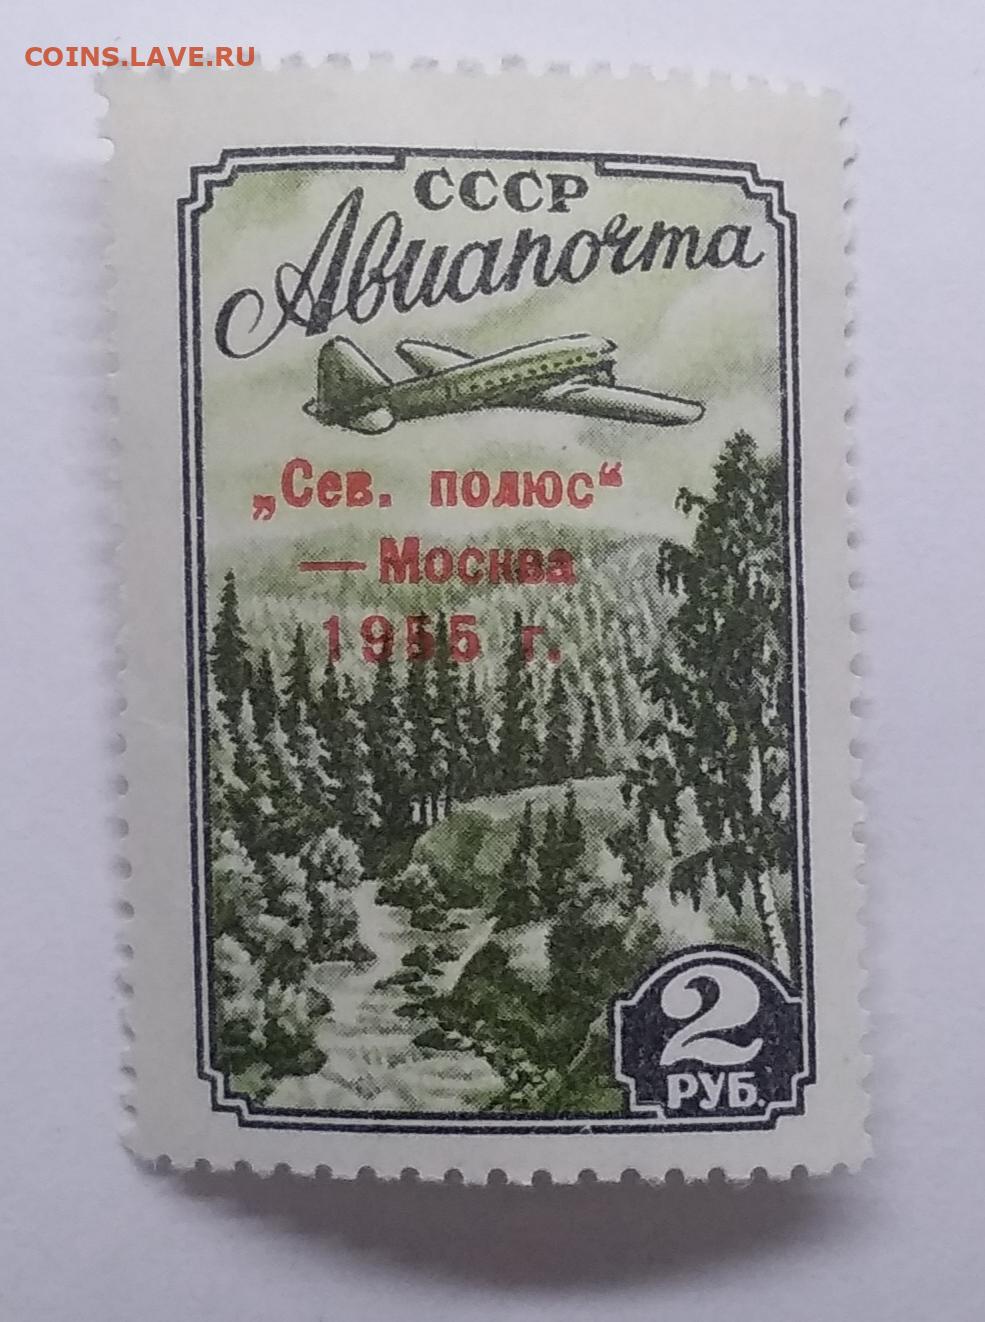 COINS.LAVE.RU
СССР
Авиапочта
„Сев. полюс“
— Москва
1955 г.
2
РУБ.